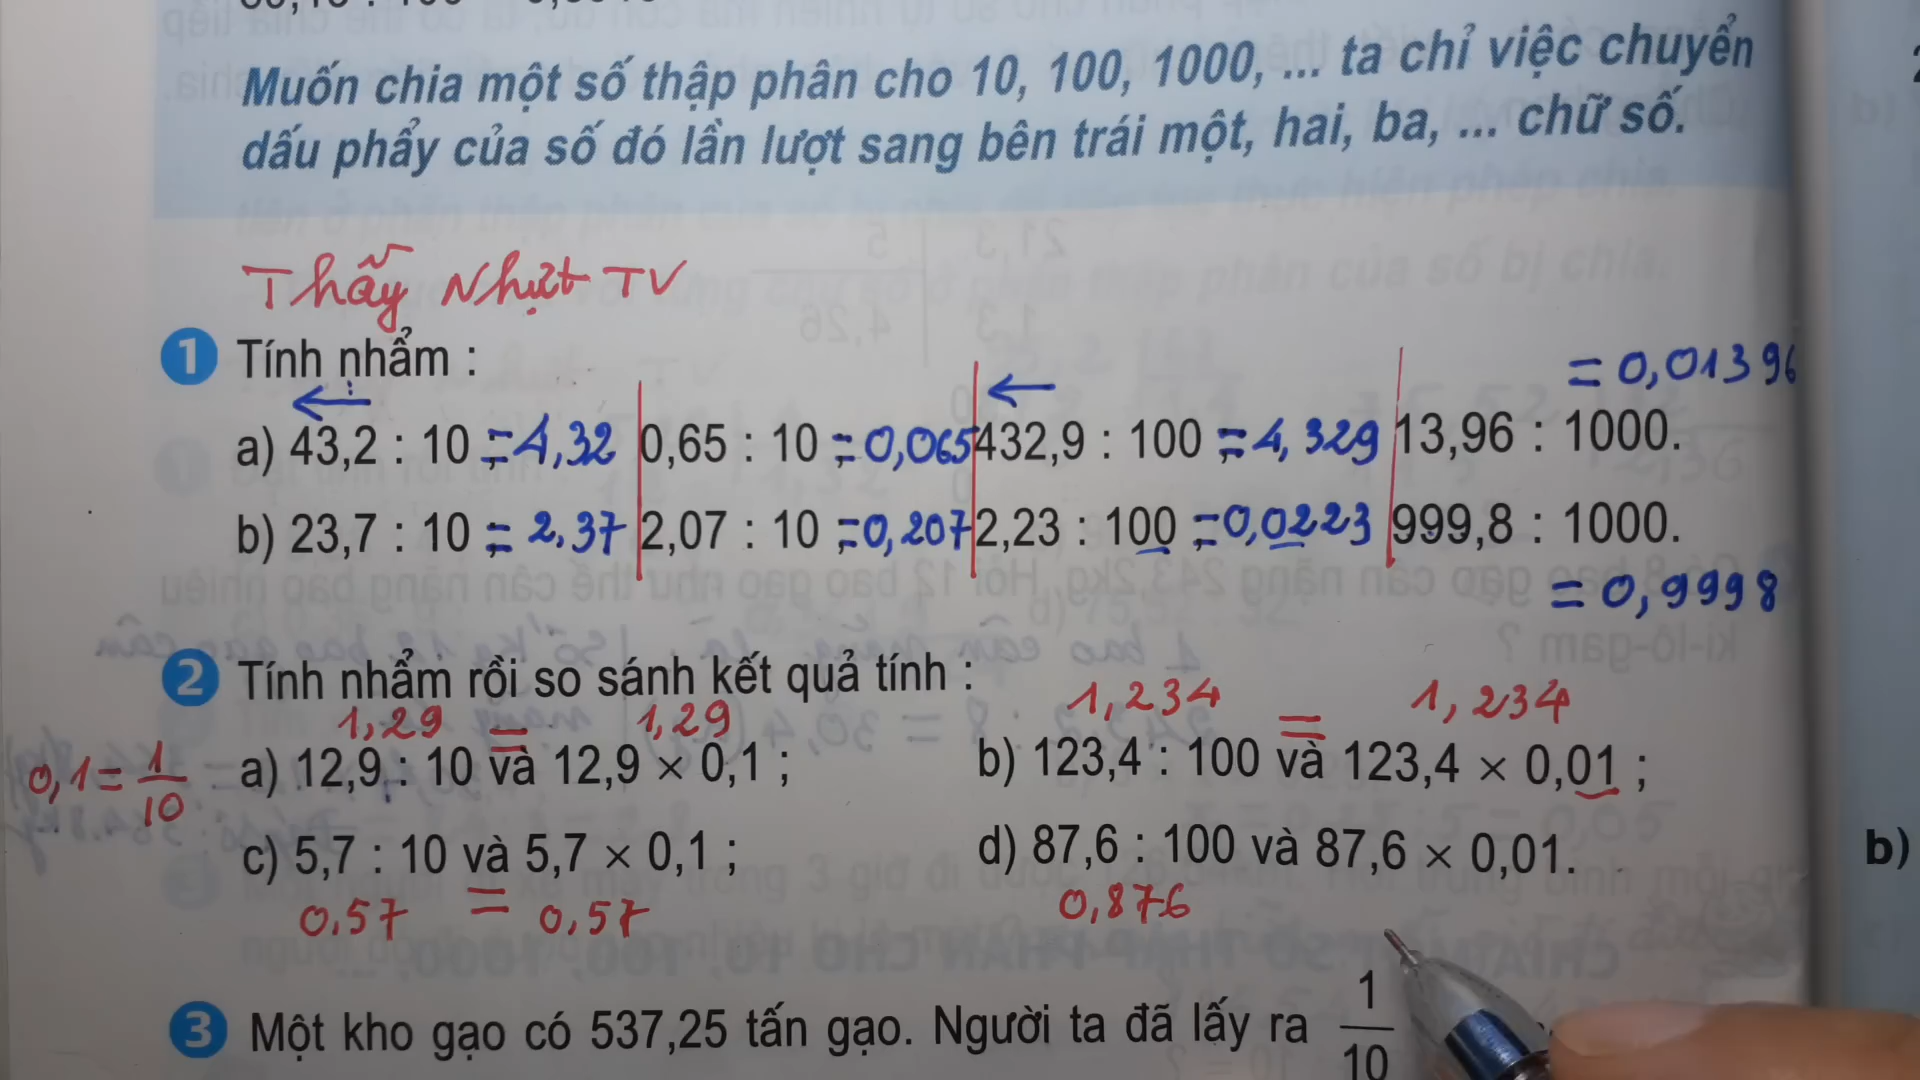 Muốn chia một số thập phân cho 10, 100, 1000, ... ta chỉ việc chuyển
dấu phẩy của số đó lần lượt sang bên trái một, hai, ba, ... chữ số.
Thầy Nhựt TV
1 Tính nhẩm :
= 0,01396
a) 43,2 : 10 ; = 4,32 0,65 : 10 ; = 0,065 432,9 : 100 ; = 4,329 13,96 : 1000.
b) 23,7 : 10 ; = 2,37 2,07 : 10 ; = 0,207 2,23 : 100 ; = 0,0223 999,8 : 1000.
= 0,9998
2 Tính nhẩm rồi so sánh kết quả tính :
1,29 = 1,29 1,234 = 1,234
0,1 = 1/10 a) 12,9 : 10 và 12,9 × 0,1 ; b) 123,4 : 100 và 123,4 × 0,01 ;
c) 5,7 : 10 và 5,7 × 0,1 ; d) 87,6 : 100 và 87,6 × 0,01.
0,57 = 0,57 0,876
3 Một kho gạo có 537,25 tấn gạo. Người ta đã lấy ra 1/10
b)